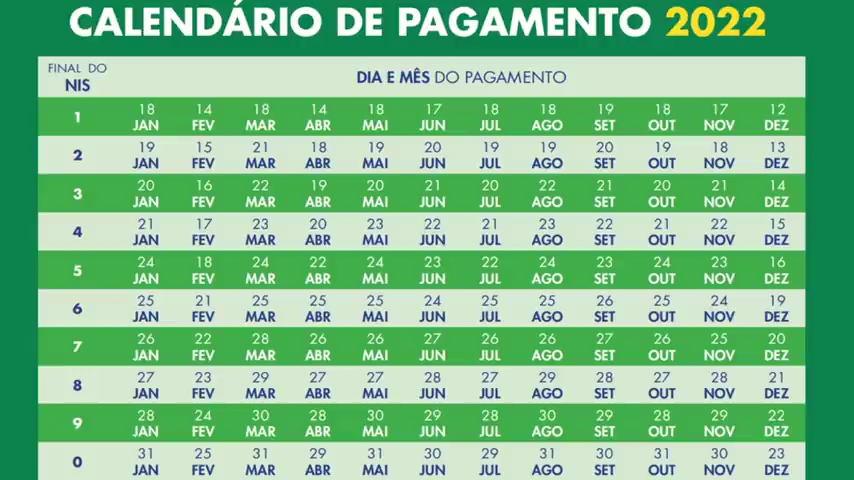 CALENDÁRIO DE PAGAMENTO 2022
FINAL DO
NIS
DIA E MÊS DO PAGAMENTO
18 14 18 14 18 17 18 18 19 18 17 12
1
JAN FEV MAR ABR MAI JUN JUL AGO SET OUT NOV DEZ
19 15 21 18 19 20 19 19 20 19 18 13
2
JAN FEV MAR ABR MAI JUN JUL AGO SET OUT NOV DEZ
20 16 22 19 20 21 20 22 21 20 21 14
3
JAN FEV MAR ABR MAI JUN JUL AGO SET OUT NOV DEZ
21 17 23 20 23 22 21 23 22 21 22 15
4
JAN FEV MAR ABR MAI JUN JUL AGO SET OUT NOV DEZ
24 18 24 22 24 23 22 24 23 24 23 16
5
JAN FEV MAR ABR MAI JUN JUL AGO SET OUT NOV DEZ
25 21 25 25 25 24 25 25 26 25 24 19
6
JAN FEV MAR ABR MAI JUN JUL AGO SET OUT NOV DEZ
26 22 28 26 26 27 26 26 27 26 25 20
7
JAN FEV MAR ABR MAI JUN JUL AGO SET OUT NOV DEZ
27 23 29 27 27 28 27 29 28 27 28 21
8
JAN FEV MAR ABR MAI JUN JUL AGO SET OUT NOV DEZ
28 24 30 28 30 29 28 30 29 28 29 22
9
JAN FEV MAR ABR MAI JUN JUL AGO SET OUT NOV DEZ
31 25 31 29 31 30 29 31 30 31 30 23
0
JAN FEV MAR ABR MAI JUN JUL AGO SET OUT NOV DEZ